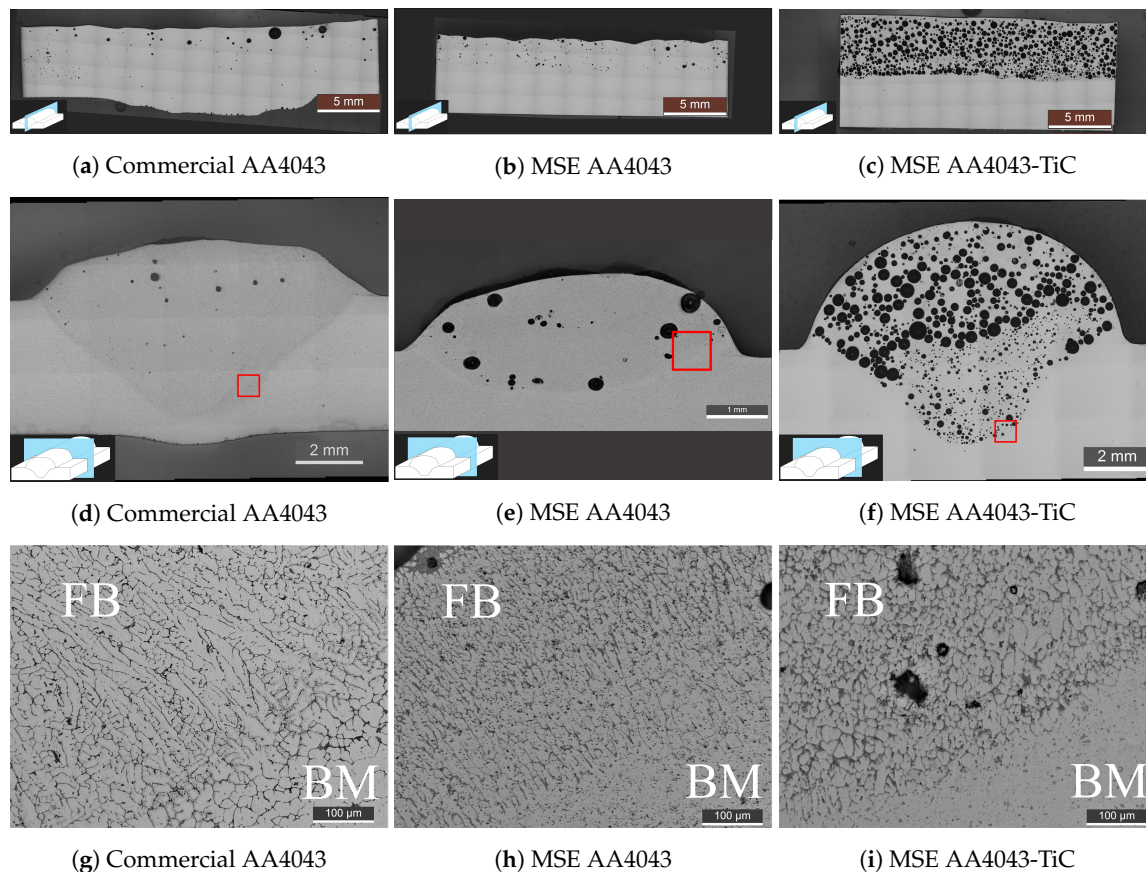 5 mm
5 mm
5 mm
(a) Commercial AA4043
(b) MSE AA4043
(c) MSE AA4043-TiC
2 mm
1 mm
2 mm
(d) Commercial AA4043
(e) MSE AA4043
(f) MSE AA4043-TiC
FB
FB
FB
BM
BM
BM
100 µm
100 µm
100 µm
(g) Commercial AA4043
(h) MSE AA4043
(i) MSE AA4043-TiC